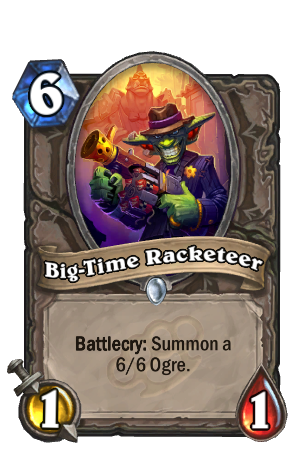 6
Big-Time Racketeer
Battlecry: Summon a
6/6 Ogre.
1
1